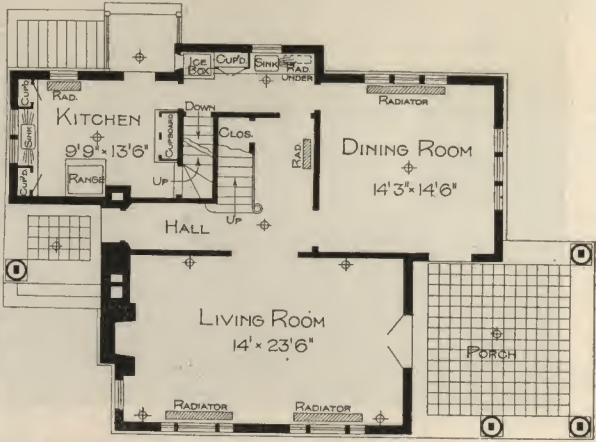 ICE
BOX
CUP'D.
SINK
RAD.
UNDER
CUP'D.
RAD.
RADIATOR
KITCHEN
9'9" × 13'6"
SINK
CUP'D.
RANGE
CUPBOARD
DOWN
UP
CLOS.
RAD.
UP
DINING ROOM
14'3" × 14'6"
HALL
LIVING ROOM
14' × 23'6"
PORCH
RADIATOR
RADIATOR